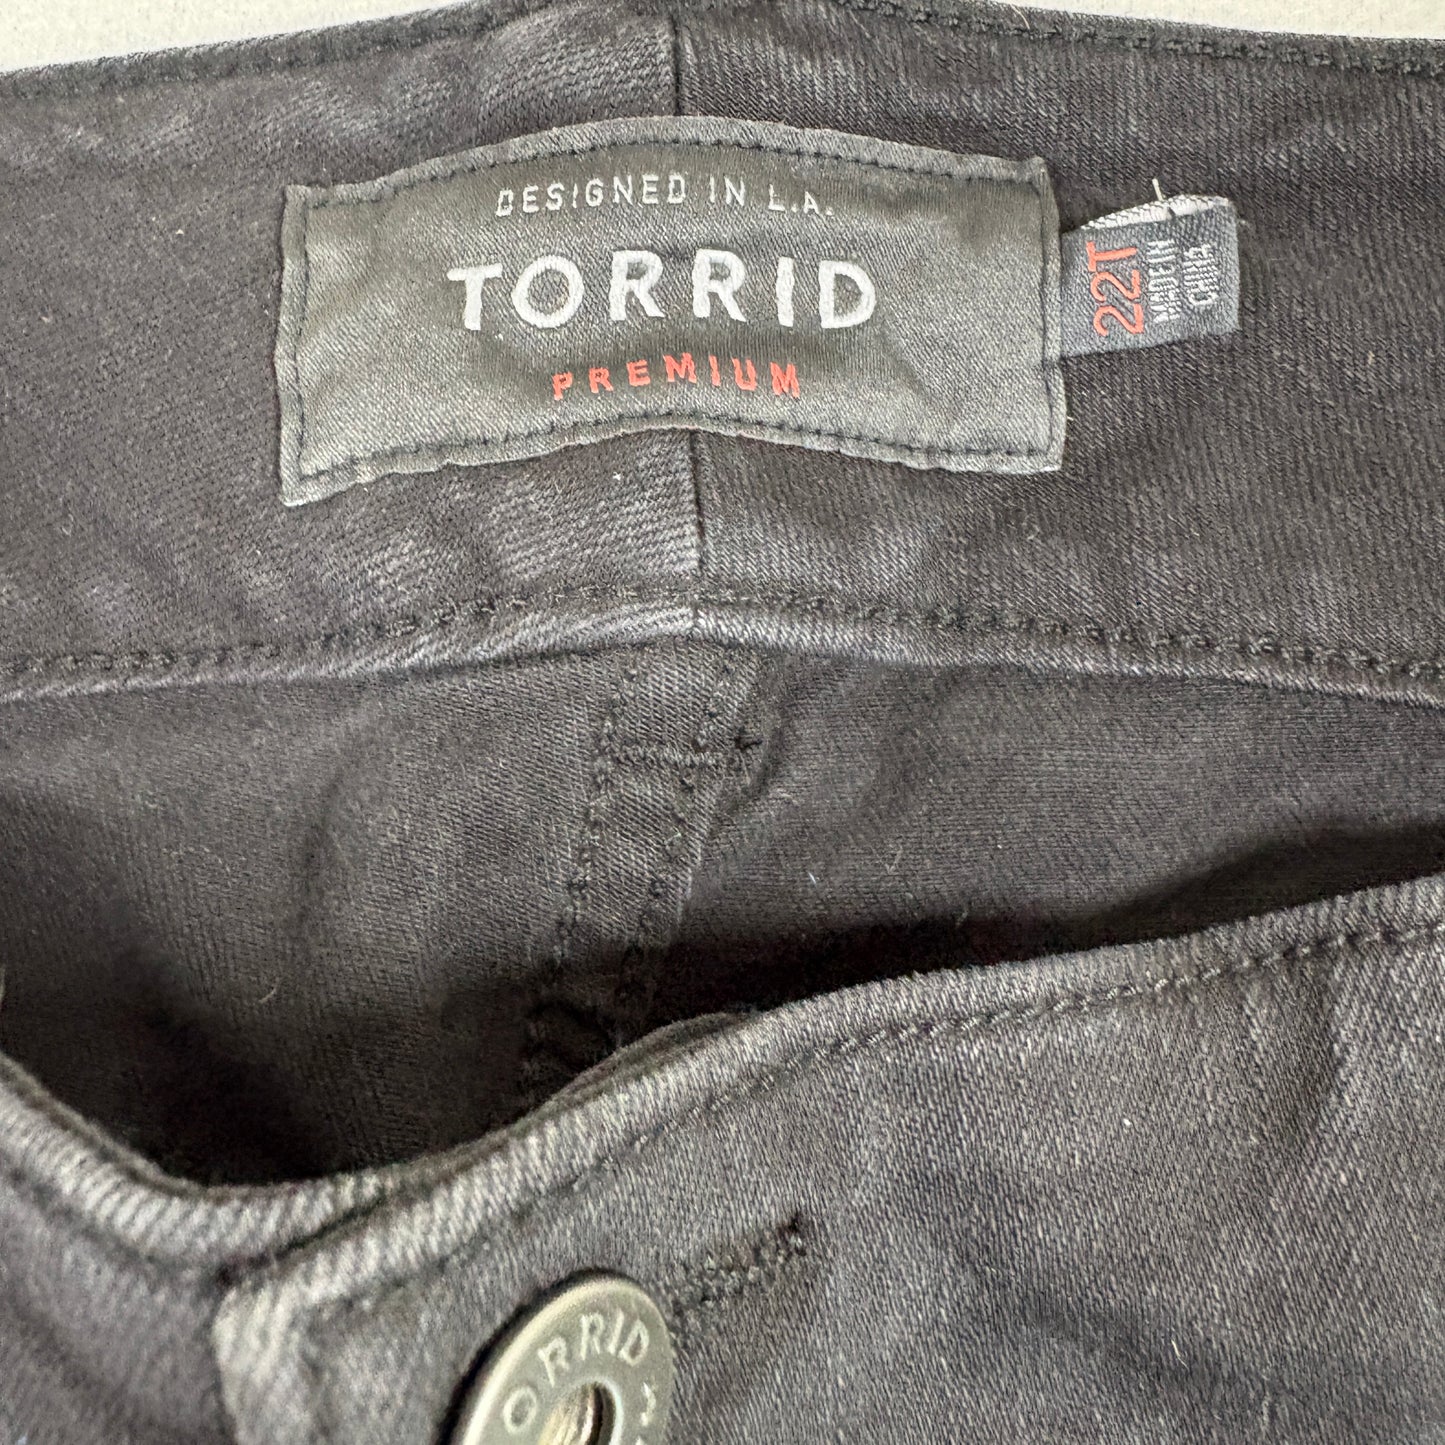 DESIGNED IN L.A.
TORRID
PREMIUM
22T
MADE IN
CHINA
TORRID